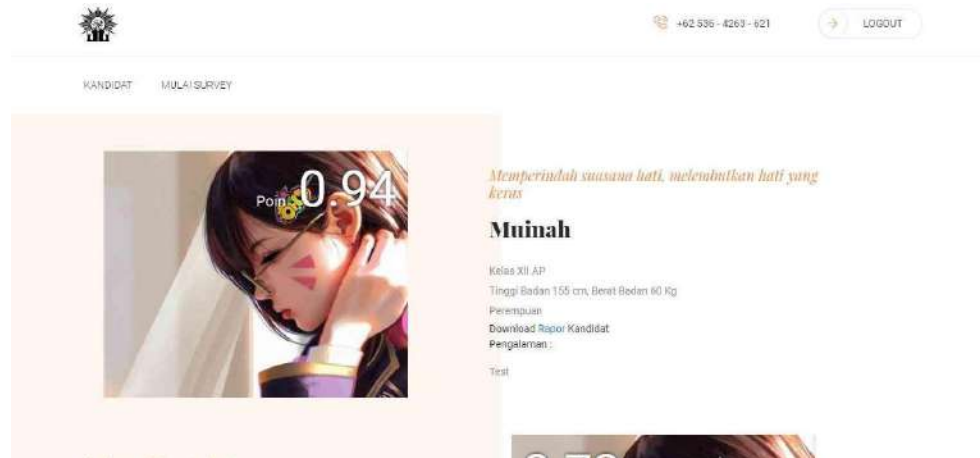 +62 536 - 4263 - 621
LOGOUT
KANDIDAT MULAI SURVEY
Poin 0.94
Memperindah suasana hati, melembutkan hati yang
keras
Muinah
Kelas XII AP
Tinggi Badan 155 cm, Berat Badan 60 Kg
Perempuan
Download Rapor Kandidat
Pengalaman :
Test